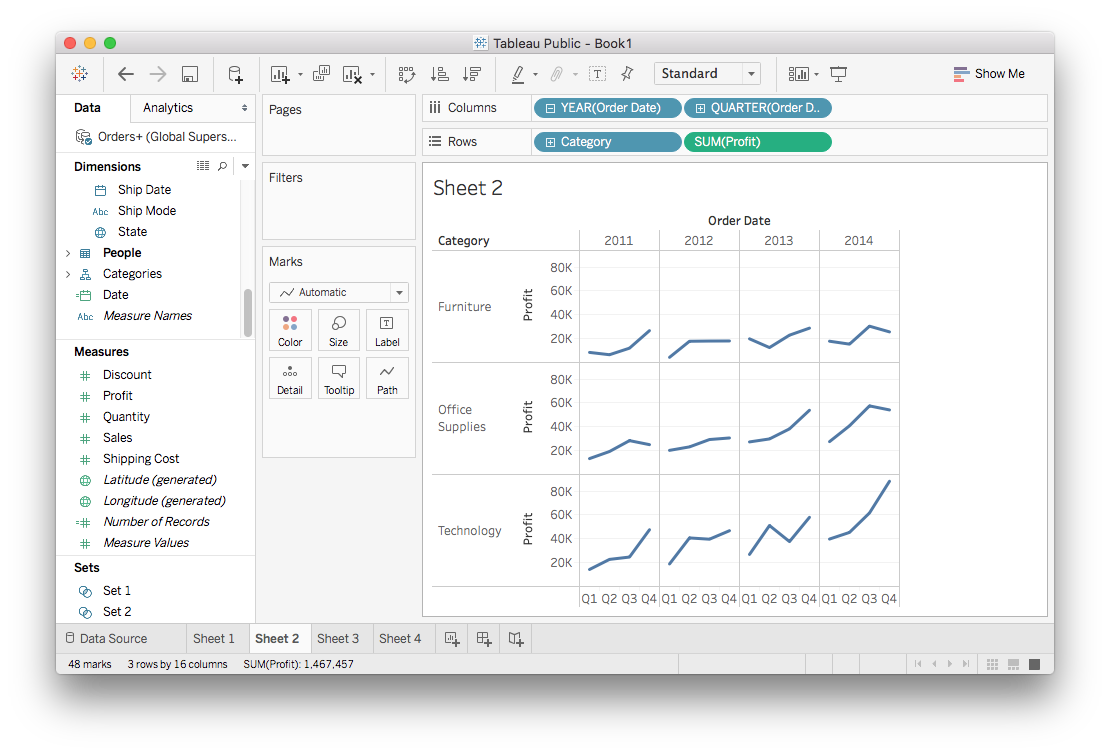 Tableau Public - Book1
Standard
Show Me
Data
Analytics
Pages
Columns
YEAR(Order Date)
QUARTER(Order D..
Orders+ (Global Supers...
Rows
Category
SUM(Profit)
Dimensions
Ship Date
Abc Ship Mode
State
People
Categories
Date
Abc Measure Names
Measures
Discount
Profit
Quantity
Sales
Shipping Cost
Latitude (generated)
Longitude (generated)
Number of Records
Measure Values
Sets
Set 1
Set 2
Filters
Marks
Automatic
Color Size Label
Detail Tooltip Path
Sheet 2
Order Date
Category 2011 2012 2013 2014
Furniture
Profit
80K
60K
40K
20K
Office
Supplies
Profit
80K
60K
40K
20K
Technology
Profit
80K
60K
40K
20K
Q1 Q2 Q3 Q4 Q1 Q2 Q3 Q4 Q1 Q2 Q3 Q4 Q1 Q2 Q3 Q4
Data Source Sheet 1 Sheet 2 Sheet 3 Sheet 4
48 marks 3 rows by 16 columns SUM(Profit): 1,467,457